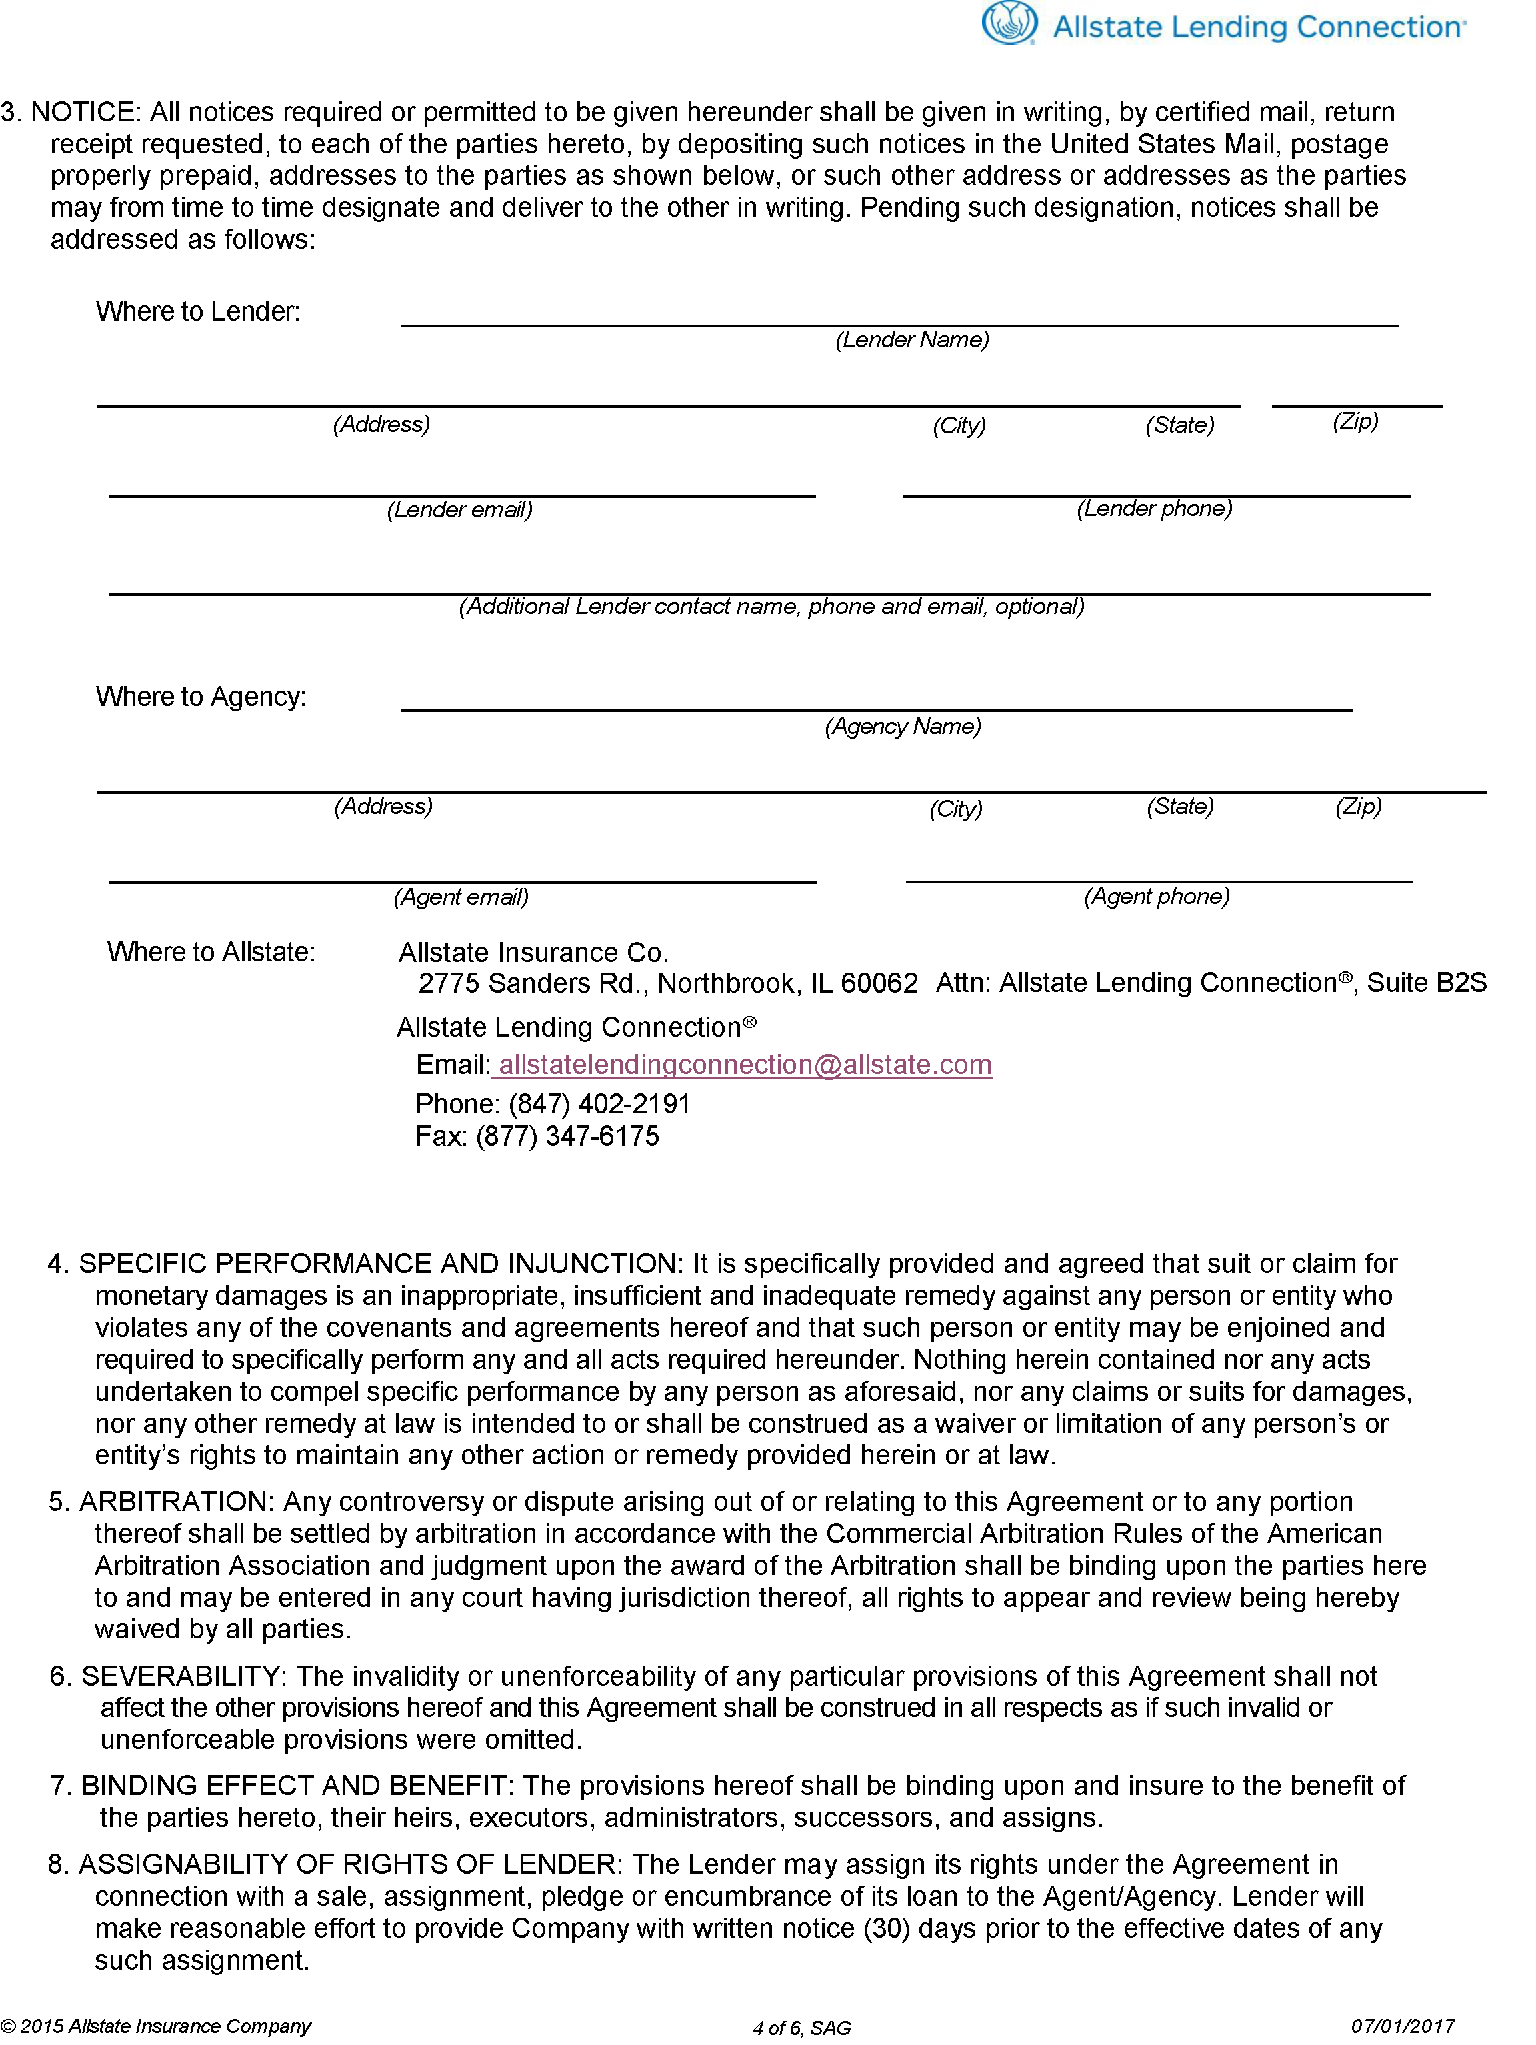 Allstate Lending Connection®
3. NOTICE: All notices required or permitted to be given hereunder shall be given in writing, by certified mail, return
receipt requested, to each of the parties hereto, by depositing such notices in the United States Mail, postage
properly prepaid, addresses to the parties as shown below, or such other address or addresses as the parties
may from time to time designate and deliver to the other in writing. Pending such designation, notices shall be
addressed as follows:
Where to Lender:
(Lender Name)
(Address) (City) (State) (Zip)
(Lender email) (Lender phone)
(Additional Lender contact name, phone and email, optional)
Where to Agency:
(Agency Name)
(Address) (City) (State) (Zip)
(Agent email) (Agent phone)
Where to Allstate: Allstate Insurance Co.
2775 Sanders Rd., Northbrook, IL 60062 Attn: Allstate Lending Connection®, Suite B2S
Allstate Lending Connection®
Email: allstatelendingconnection@allstate.com
Phone: (847) 402-2191
Fax: (877) 347-6175
4. SPECIFIC PERFORMANCE AND INJUNCTION: It is specifically provided and agreed that suit or claim for
monetary damages is an inappropriate, insufficient and inadequate remedy against any person or entity who
violates any of the covenants and agreements hereof and that such person or entity may be enjoined and
required to specifically perform any and all acts required hereunder. Nothing herein contained nor any acts
undertaken to compel specific performance by any person as aforesaid, nor any claims or suits for damages,
nor any other remedy at law is intended to or shall be construed as a waiver or limitation of any person’s or
entity’s rights to maintain any other action or remedy provided herein or at law.
5. ARBITRATION: Any controversy or dispute arising out of or relating to this Agreement or to any portion
thereof shall be settled by arbitration in accordance with the Commercial Arbitration Rules of the American
Arbitration Association and judgment upon the award of the Arbitration shall be binding upon the parties here
to and may be entered in any court having jurisdiction thereof, all rights to appear and review being hereby
waived by all parties.
6. SEVERABILITY: The invalidity or unenforceability of any particular provisions of this Agreement shall not
affect the other provisions hereof and this Agreement shall be construed in all respects as if such invalid or
unenforceable provisions were omitted.
7. BINDING EFFECT AND BENEFIT: The provisions hereof shall be binding upon and insure to the benefit of
the parties hereto, their heirs, executors, administrators, successors, and assigns.
8. ASSIGNABILITY OF RIGHTS OF LENDER: The Lender may assign its rights under the Agreement in
connection with a sale, assignment, pledge or encumbrance of its loan to the Agent/Agency. Lender will
make reasonable effort to provide Company with written notice (30) days prior to the effective dates of any
such assignment.
© 2015 Allstate Insurance Company 4 of 6, SAG 07/01/2017